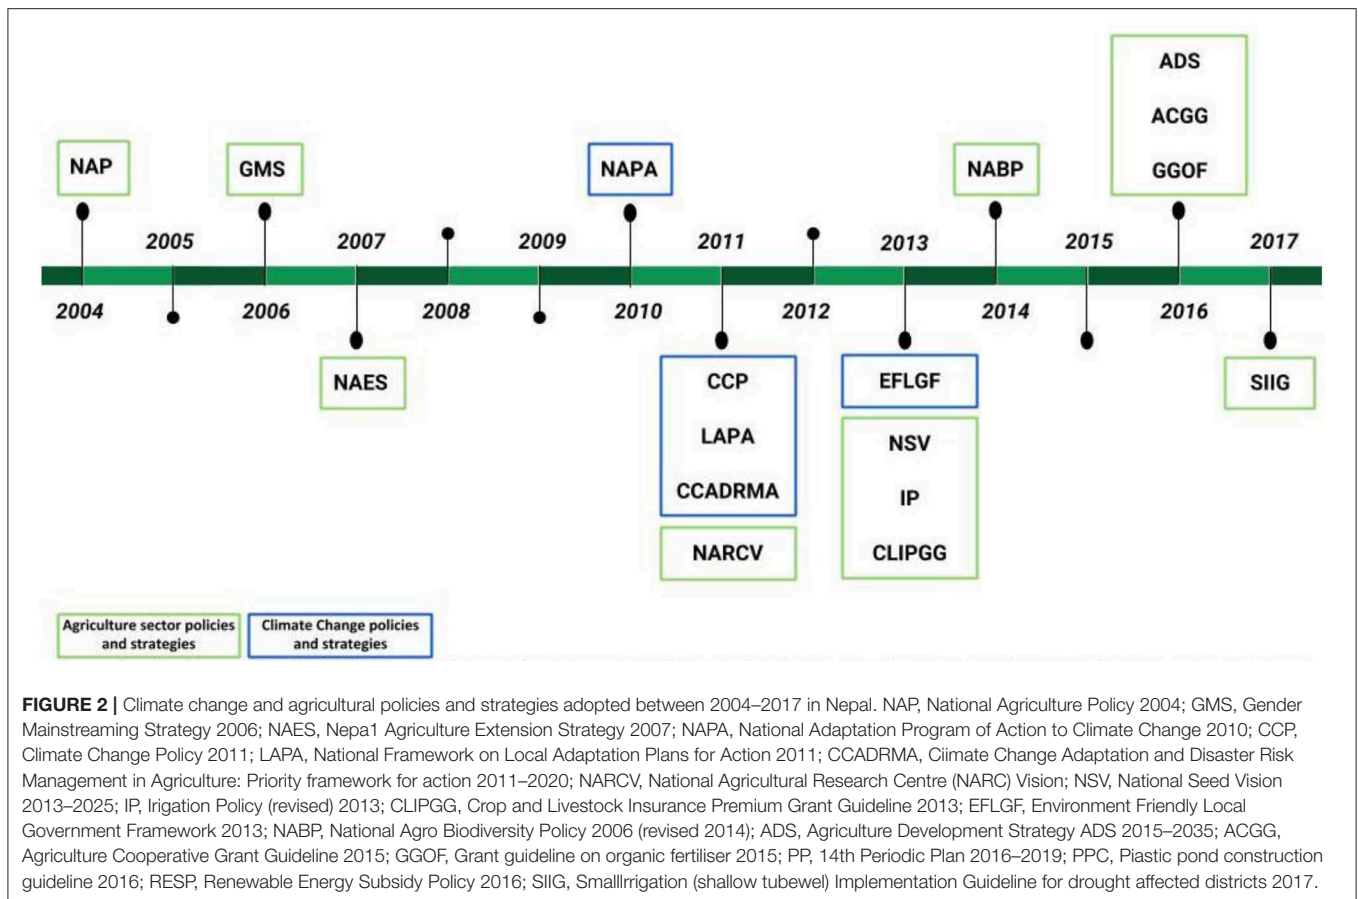 ADS
ACGG
GGOF
NAP
GMS
NAPA
NABP
2005
2007
2009
2011
2013
2015
2017
2004
2006
2008
2010
2012
2014
2016
NAES
CCP
LAPA
CCADRMA
NARCV
EFLGF
NSV
IP
CLIPGG
SIIG
Agriculture sector policies
and strategies
Climate Change policies
and strategies
FIGURE 2 | Climate change and agricultural policies and strategies adopted between 2004–2017 in Nepal. NAP, National Agriculture Policy 2004; GMS, Gender
Mainstreaming Strategy 2006; NAES, Nepa1 Agriculture Extension Strategy 2007; NAPA, National Adaptation Program of Action to Climate Change 2010; CCP,
Climate Change Policy 2011; LAPA, National Framework on Local Adaptation Plans for Action 2011; CCADRMA, Ciimate Change Adaptation and Disaster Risk
Management in Agriculture: Priority framework for action 2011–2020; NARCV, National Agricultural Research Centre (NARC) Vision; NSV, National Seed Vision
2013–2025; IP, Irigation Policy (revised) 2013; CLIPGG, Crop and Livestock Insurance Premium Grant Guideline 2013; EFLGF, Environment Friendly Local
Government Framework 2013; NABP, National Agro Biodiversity Policy 2006 (revised 2014); ADS, Agriculture Development Strategy ADS 2015–2035; ACGG,
Agriculture Cooperative Grant Guideline 2015; GGOF, Grant guideline on organic fertiliser 2015; PP, 14th Periodic Plan 2016–2019; PPC, Piastic pond construction
guideline 2016; RESP, Renewable Energy Subsidy Policy 2016; SIIG, SmallIrrigation (shallow tubewel) Implementation Guideline for drought affected districts 2017.